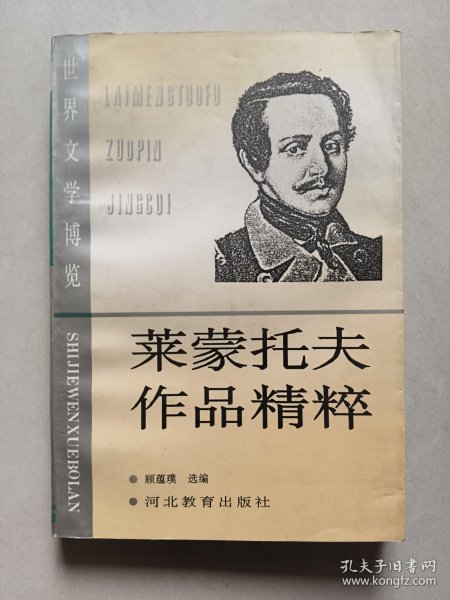 世界文学博览
SHIJIEWENXUEBOLAN
LAIMENGTUOFU
ZUOPIN
JINGCUI
莱蒙托夫
作品精粹
顾蕴璞 选编
河北教育出版社
孔夫子旧书网
www.kongfz.com